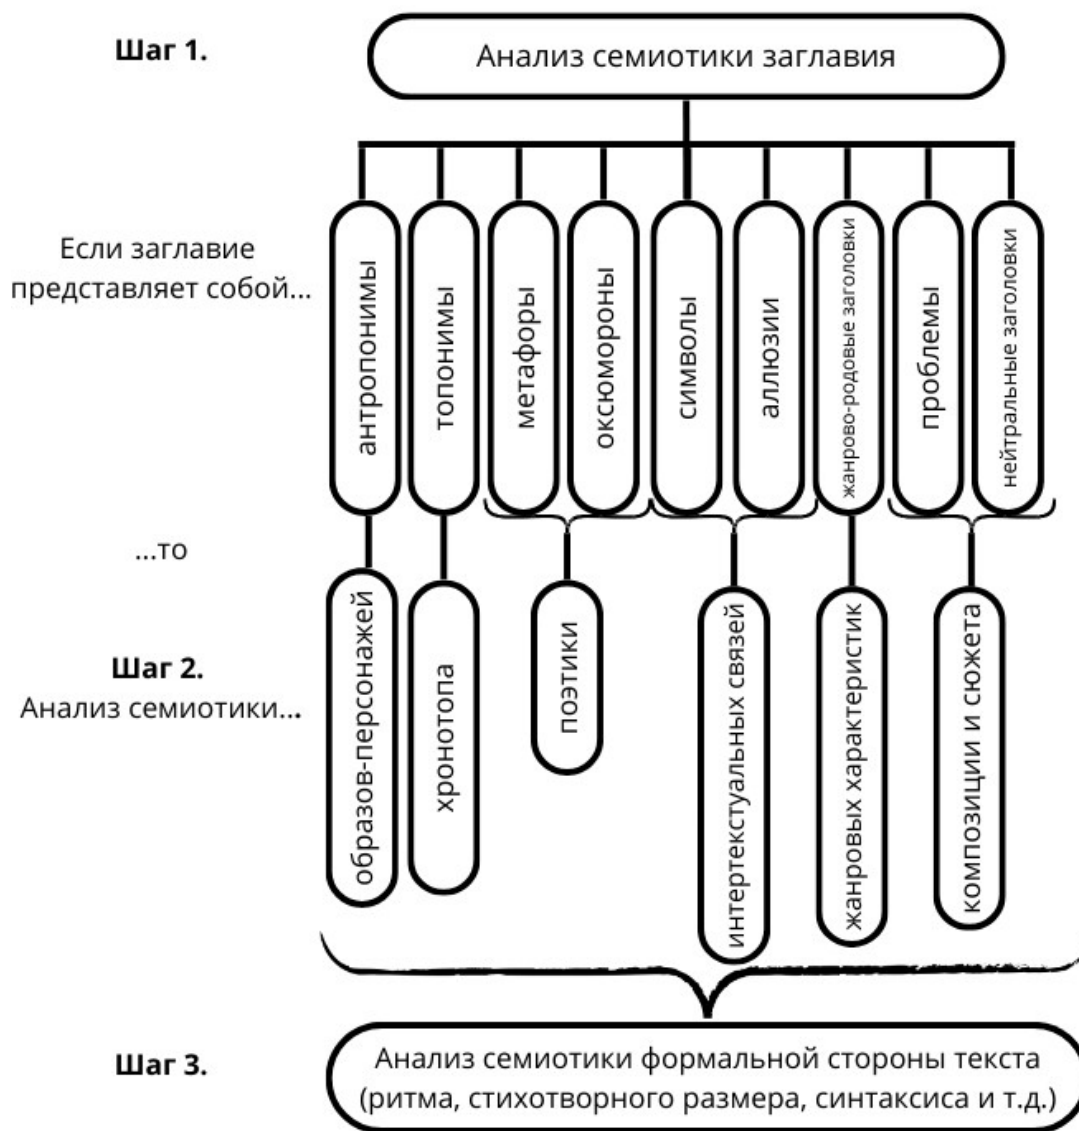 Шаг 1.
Анализ семиотики заглавия
Если заглавие
представляет собой...
антропонимы
топонимы
метафоры
оксюмороны
символы
аллюзии
жанрово-родовые заголовки
проблемы
нейтральные заголовки
...то
Шаг 2.
Анализ семиотики...
образов-персонажей
хронотопа
поэтики
интертекстуальных связей
жанровых характеристик
композиции и сюжета
Шаг 3.
Анализ семиотики формальной стороны текста
(ритма, стихотворного размера, синтаксиса и т.д.)